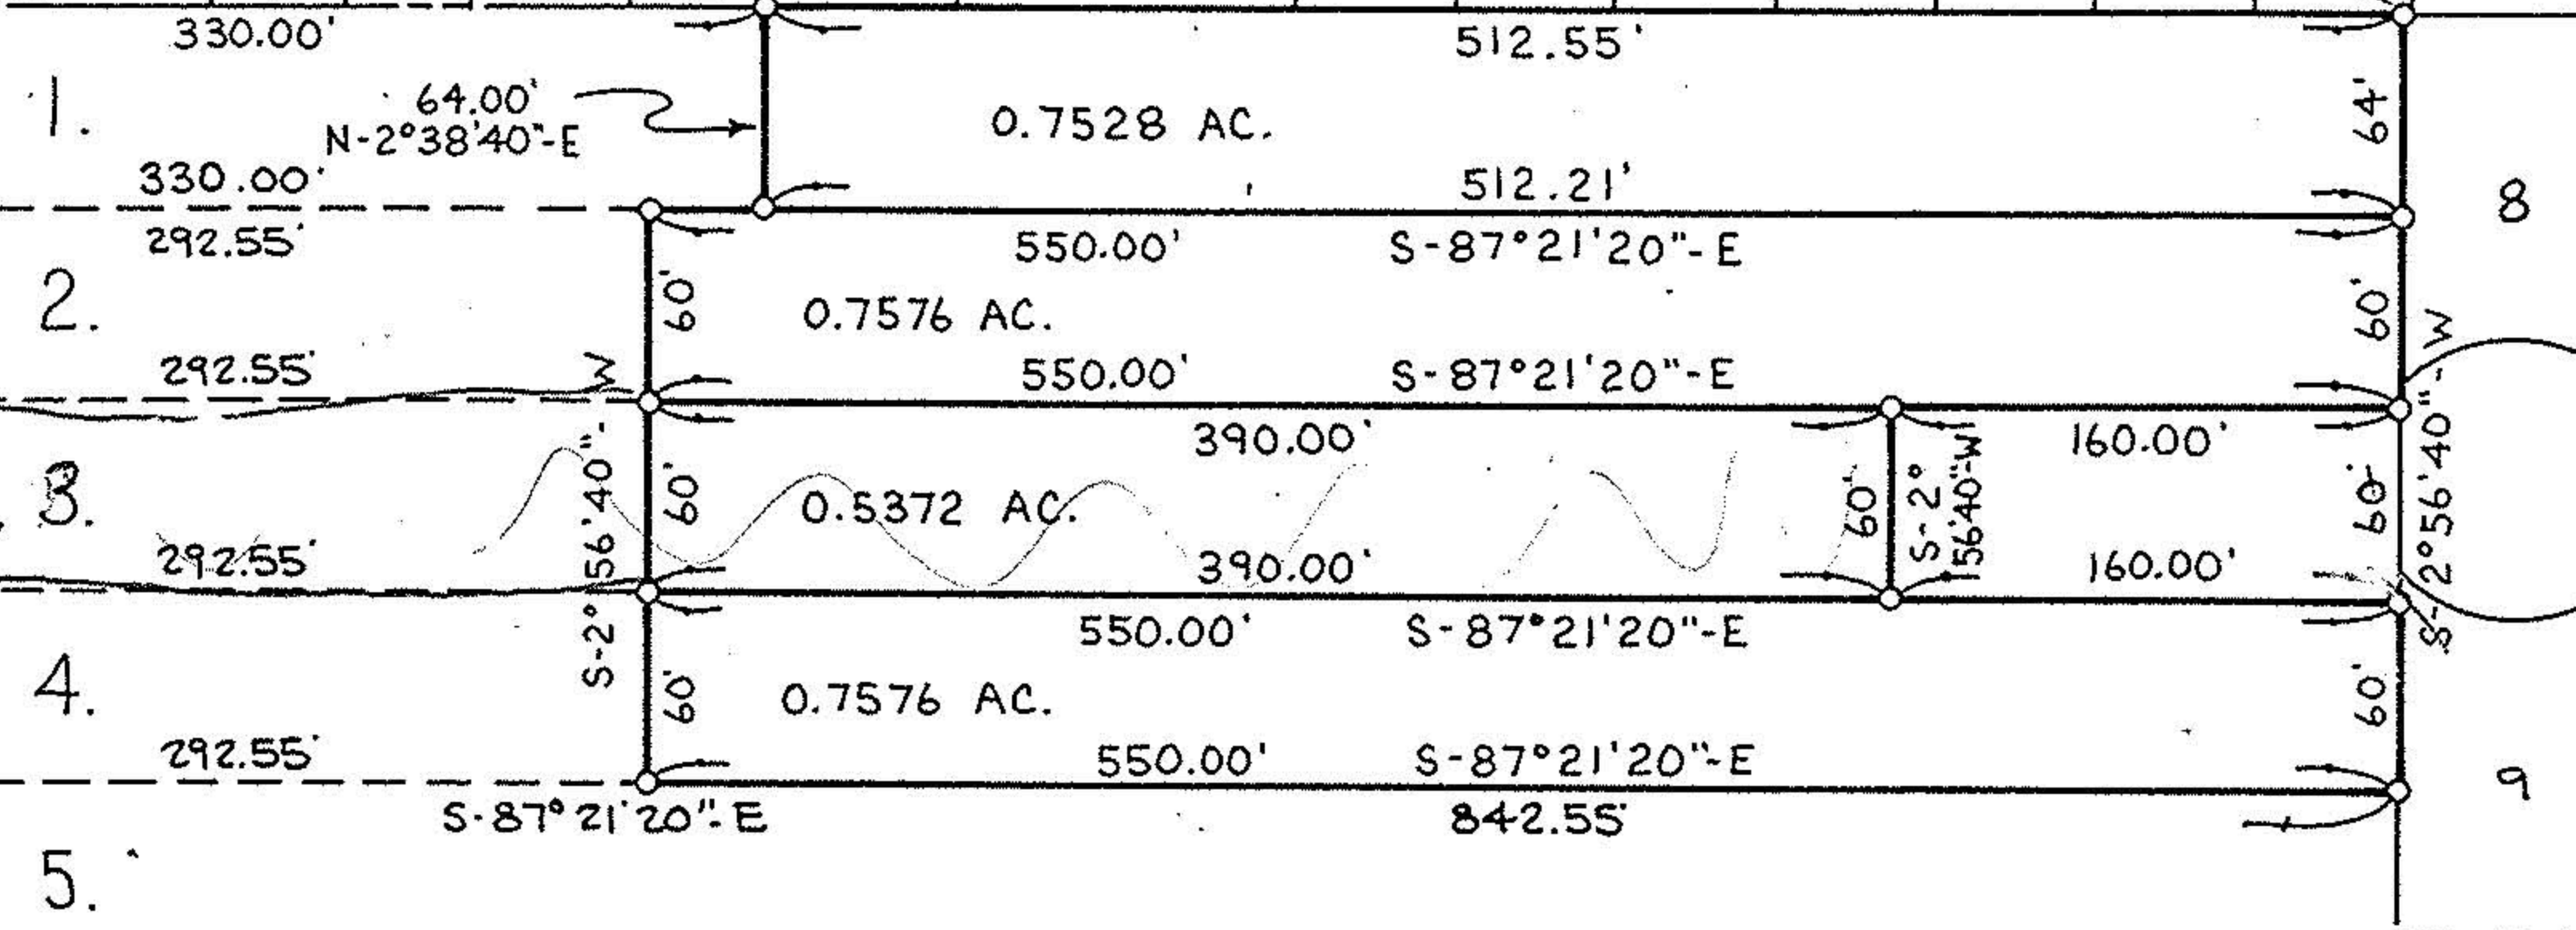 330.00' 512.55'
1. 64.00' 0.7528 AC. 64'
N-2°38'40"-E
330.00' 512.21' 8
292.55' 550.00' S-87°21'20"-E
2. 60' 0.7576 AC. 60'
292.55' 550.00' S-87°21'20"-E
390.00' 160.00'
3. S-2°56'40"-W 60' 0.5372 AC. 60' S-2° 60' S-2°56'40"-W
56'40"-W
292.55' 390.00' 160.00'
550.00' S-87°21'20"-E
4. 60' 0.7576 AC. 60'
292.55' 550.00' S-87°21'20"-E 9
S-87°21'20"-E 842.55'
5.